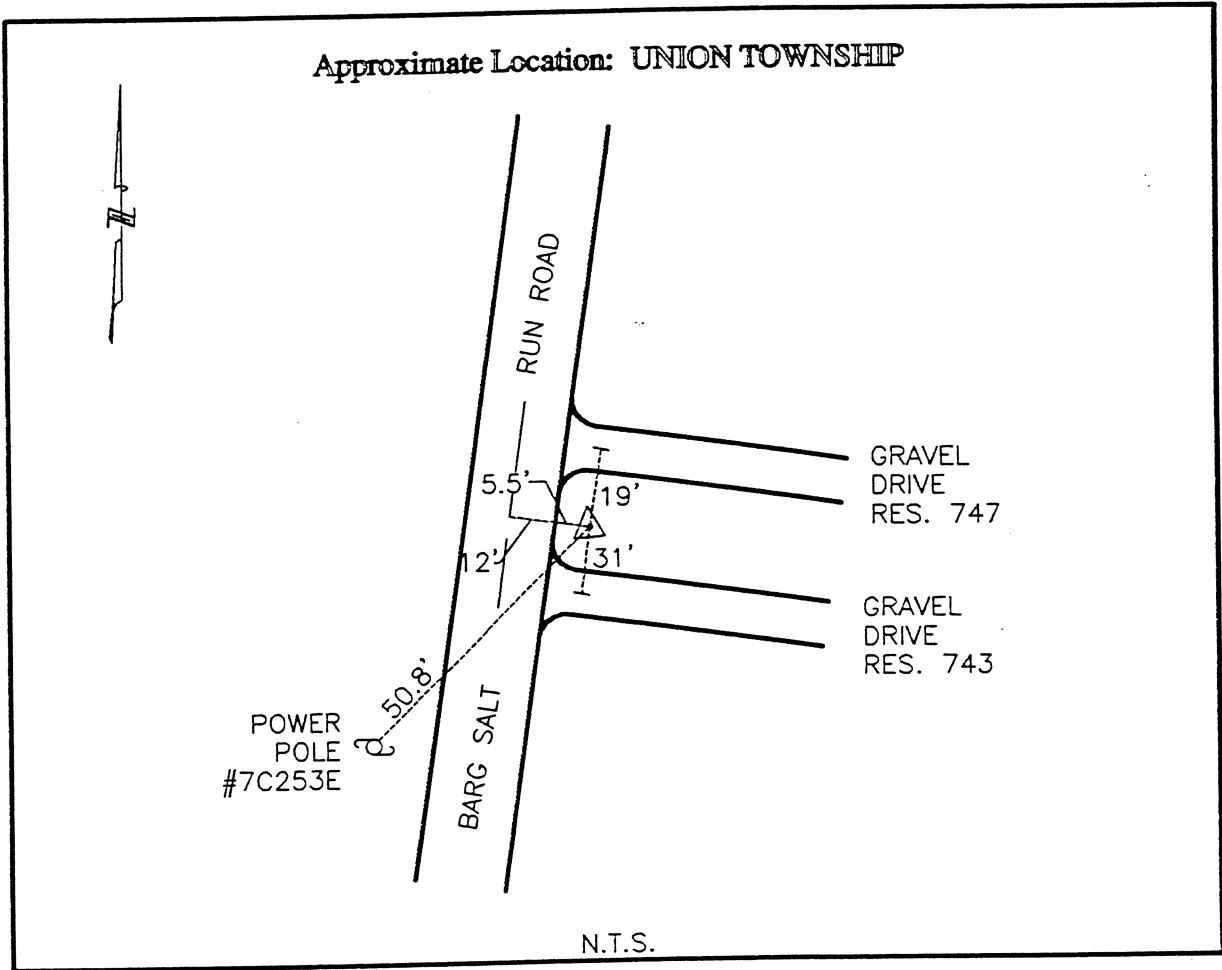 Approximate Location: UNION TOWNSHIP
N
RUN ROAD
GRAVEL
DRIVE
RES. 747
5.5'
19'
12'
31'
GRAVEL
DRIVE
RES. 743
50.8'
POWER
POLE
#7C253E
BARG SALT
N.T.S.